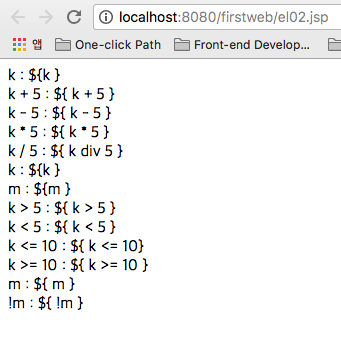 localhost:8080/firstweb/el02.jsp
앱 One-click Path Front-end Develop...
k : ${k }
k + 5 : ${ k + 5 }
k - 5 : ${ k - 5 }
k * 5 : ${ k * 5 }
k / 5 : ${ k div 5 }
k : ${k }
m : ${m }
k > 5 : ${ k > 5 }
k < 5 : ${ k < 5 }
k <= 10 : ${ k <= 10}
k >= 10 : ${ k >= 10 }
m : ${ m }
!m : ${ !m }